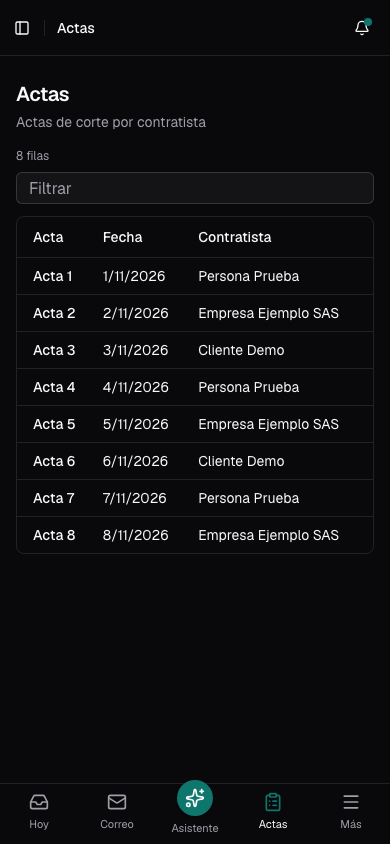 Actas
Actas
Actas de corte por contratista
8 filas
Filtrar
Acta Fecha Contratista
Acta 1 1/11/2026 Persona Prueba
Acta 2 2/11/2026 Empresa Ejemplo SAS
Acta 3 3/11/2026 Cliente Demo
Acta 4 4/11/2026 Persona Prueba
Acta 5 5/11/2026 Empresa Ejemplo SAS
Acta 6 6/11/2026 Cliente Demo
Acta 7 7/11/2026 Persona Prueba
Acta 8 8/11/2026 Empresa Ejemplo SAS
Hoy Correo Asistente Actas Más